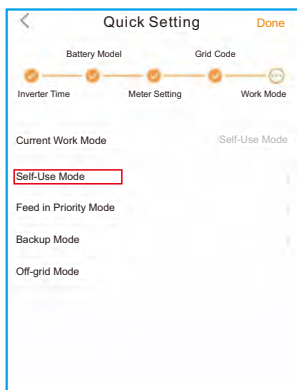 Quick Setting Done
Battery Model Grid Code
Inverter Time Meter Setting Work Mode
Current Work Mode Self-Use Mode
Self-Use Mode
Feed in Priority Mode
Backup Mode
Off-grid Mode